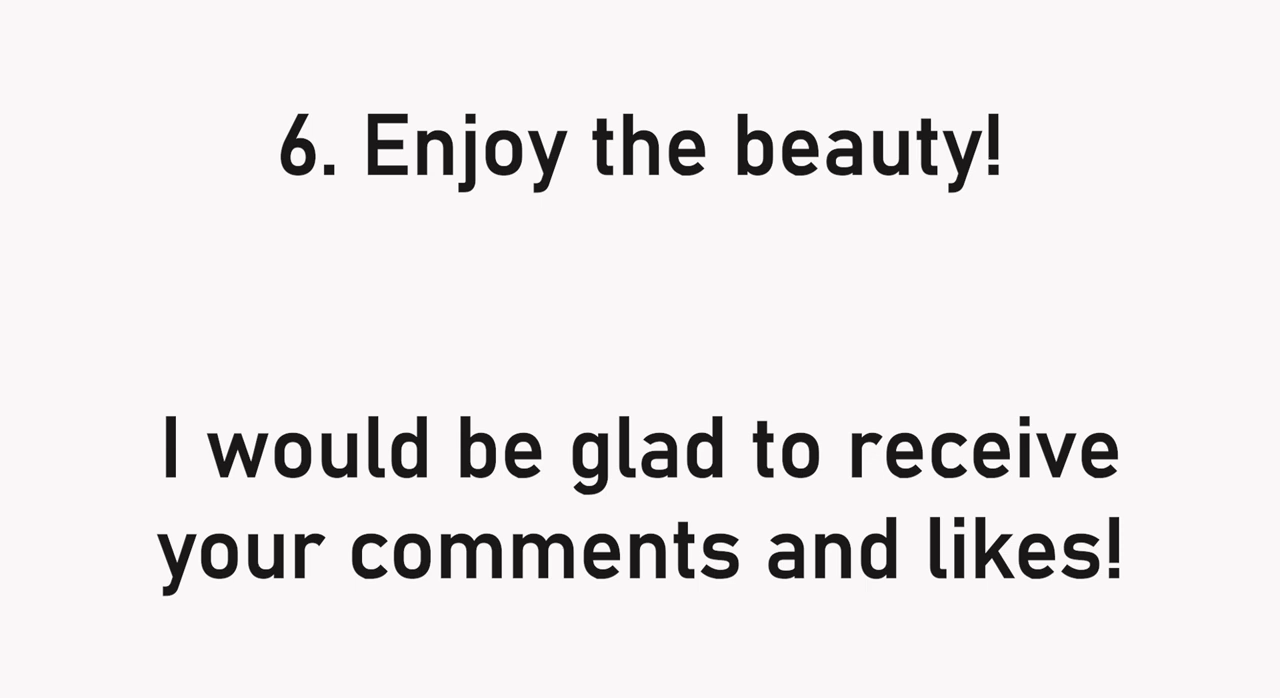 6. Enjoy the beauty!
I would be glad to receive
your comments and likes!